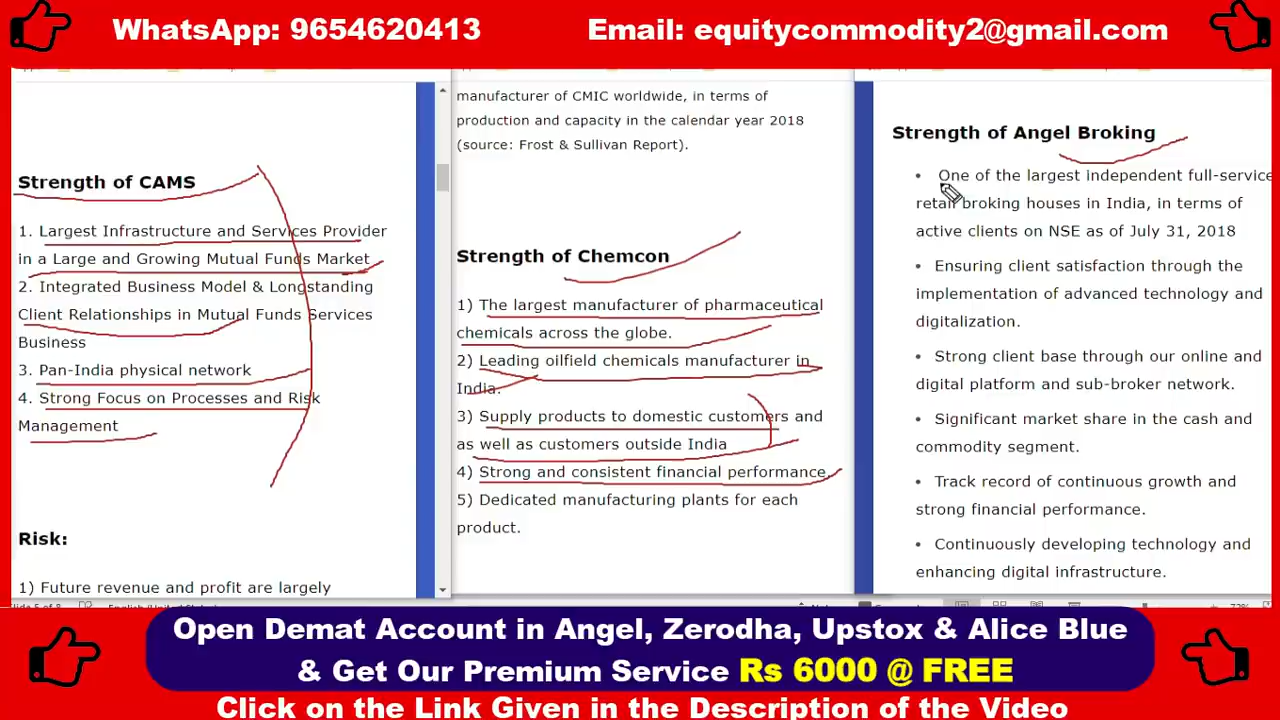 WhatsApp: 9654620413
Email: equitycommodity2@gmail.com
Strength of CAMS
1. Largest Infrastructure and Services Provider
in a Large and Growing Mutual Funds Market
2. Integrated Business Model & Longstanding
Client Relationships in Mutual Funds Services
Business
3. Pan-India physical network
4. Strong Focus on Processes and Risk
Management
Risk:
1) Future revenue and profit are largely
manufacturer of CMIC worldwide, in terms of
production and capacity in the calendar year 2018
(source: Frost & Sullivan Report).
Strength of Chemcon
1) The largest manufacturer of pharmaceutical
chemicals across the globe.
2) Leading oilfield chemicals manufacturer in
India.
3) Supply products to domestic customers and
as well as customers outside India
4) Strong and consistent financial performance.
5) Dedicated manufacturing plants for each
product.
Strength of Angel Broking
• One of the largest independent full-service
retail broking houses in India, in terms of
active clients on NSE as of July 31, 2018
• Ensuring client satisfaction through the
implementation of advanced technology and
digitalization.
• Strong client base through our online and
digital platform and sub-broker network.
• Significant market share in the cash and
commodity segment.
• Track record of continuous growth and
strong financial performance.
• Continuously developing technology and
enhancing digital infrastructure.
Open Demat Account in Angel, Zerodha, Upstox & Alice Blue
& Get Our Premium Service Rs 6000 @ FREE
Click on the Link Given in the Description of the Video